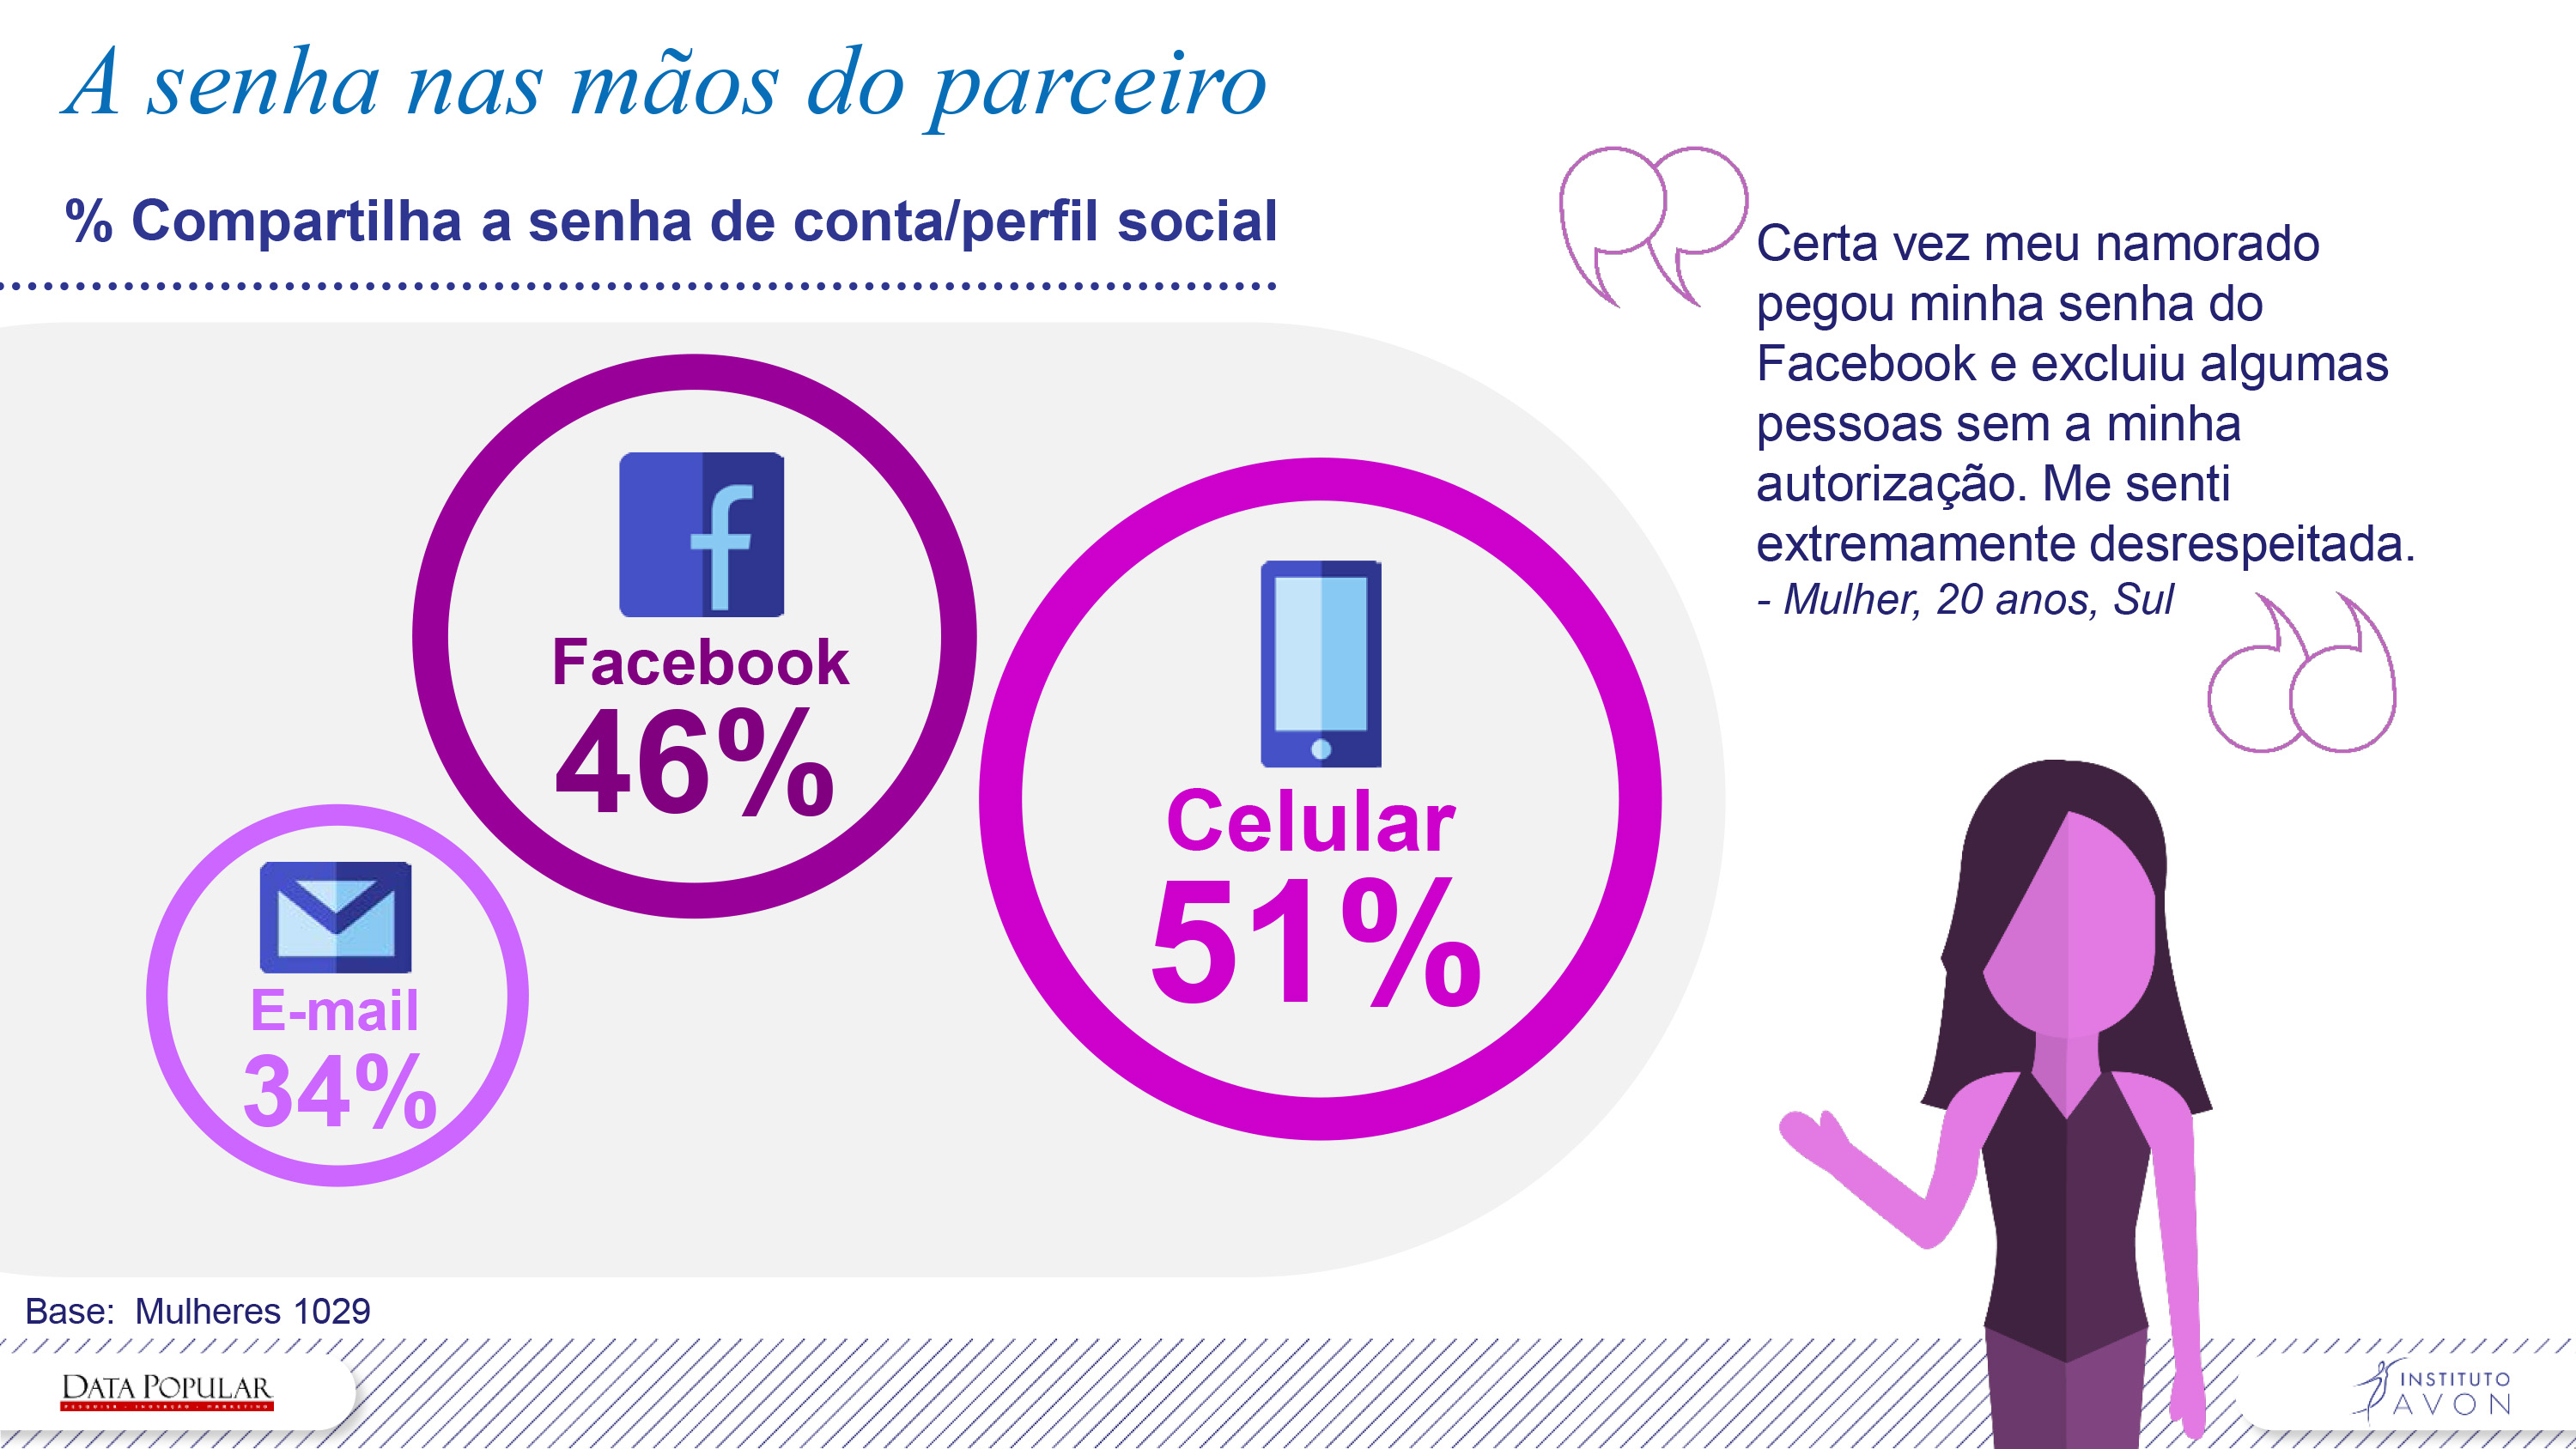 A senha nas mãos do parceiro
% Compartilha a senha de conta/perfil social
Facebook
46%
Celular
51%
E-mail
34%
Certa vez meu namorado
pegou minha senha do
Facebook e excluiu algumas
pessoas sem a minha
autorização. Me senti
extremamente desrespeitada.
- Mulher, 20 anos, Sul
Base: Mulheres 1029
DATA POPULAR
PESQUISA · INOVAÇÃO · MARKETING
INSTITUTO
AVON